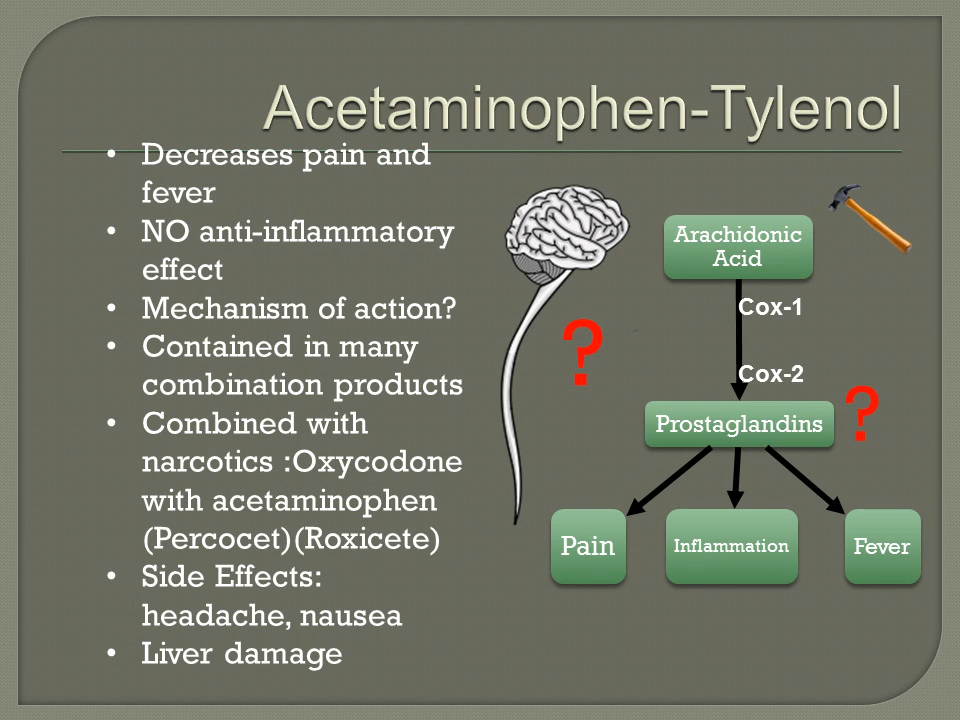 Acetaminophen-Tylenol
• Decreases pain and
fever
• NO anti-inflammatory
effect
• Mechanism of action?
• Contained in many
combination products
• Combined with
narcotics :Oxycodone
with acetaminophen
(Percocet)(Roxicete)
• Side Effects:
headache, nausea
• Liver damage
?
Arachidonic
Acid
Cox-1
Cox-2
Prostaglandins
?
Pain
Inflammation
Fever